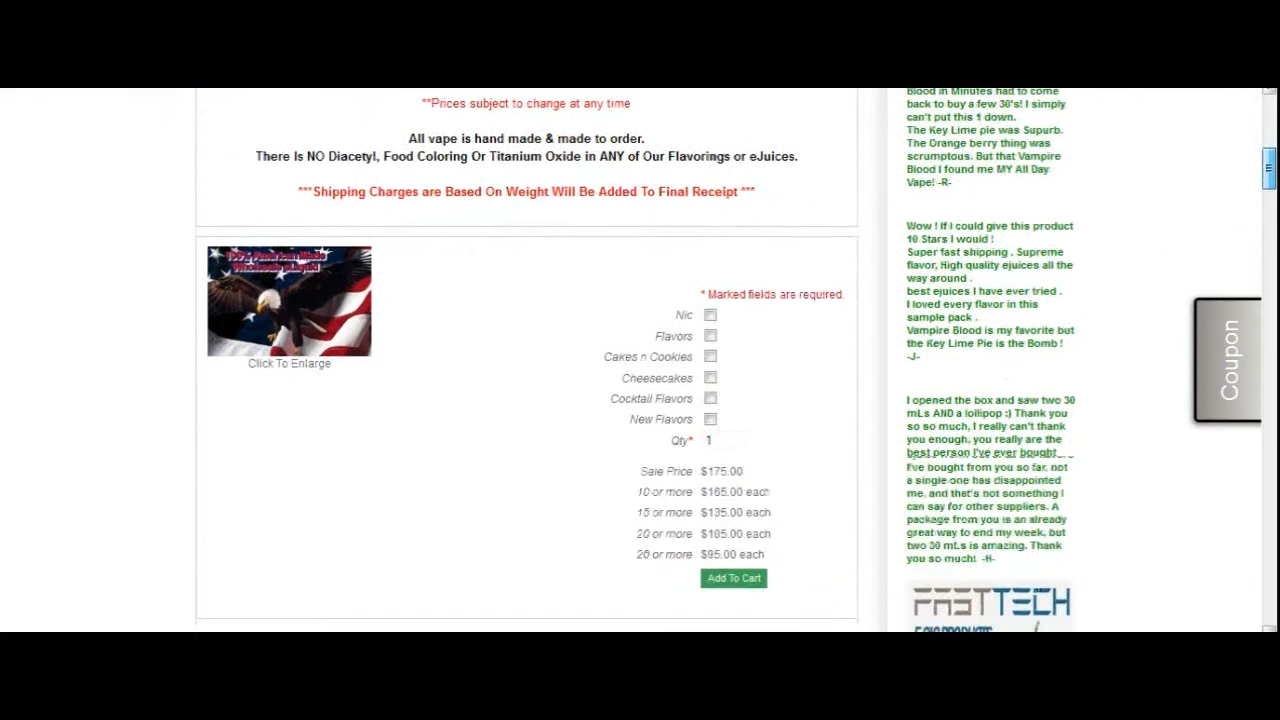 **Prices subject to change at any time
All vape is hand made & made to order.
There Is NO Diacetyl, Food Coloring Or Titanium Oxide in ANY of Our Flavorings or eJuices.
***Shipping Charges are Based On Weight Will Be Added To Final Receipt ***
100% American Made
Wholesale eLiquid
Click To Enlarge
* Marked fields are required.
Nic
Flavors
Cakes n Cookies
Cheesecakes
Cocktail Flavors
New Flavors
Qty* 1
Sale Price $175.00
10 or more $165.00 each
15 or more $135.00 each
20 or more $105.00 each
$95.00 each
Add To Cart
Blood in Minutes had to come
back to buy a few 30's! I simply
can't put this 1 down.
The Key Lime pie was Supurb.
The Orange berry thing was
scrumptous. But that Vampire
Blood I found me MY All Day
Vape! -R-
Wow ! If I could give this product
10 Stars I would !
Super fast shipping . Supreme
flavor, High quality ejuices all the
way around .
best ejuices I have ever tried .
I loved every flavor in this
sample pack .
Vampire Blood is my favorite but
the Key Lime Pie is the Bomb !
-J-
I opened the box and saw two 30
mLs AND a lollipop :) Thank you
so so much, I really can't thank
you enough, you really are the
best person I've ever bought
I've bought from you so far, not
a single one has disappointed
me, and that's not something I
can say for other suppliers. A
package from you is an already
great way to end my week, but
two 30 mLs is amazing. Thank
you so much! -H-
FASTTECH
Coupon